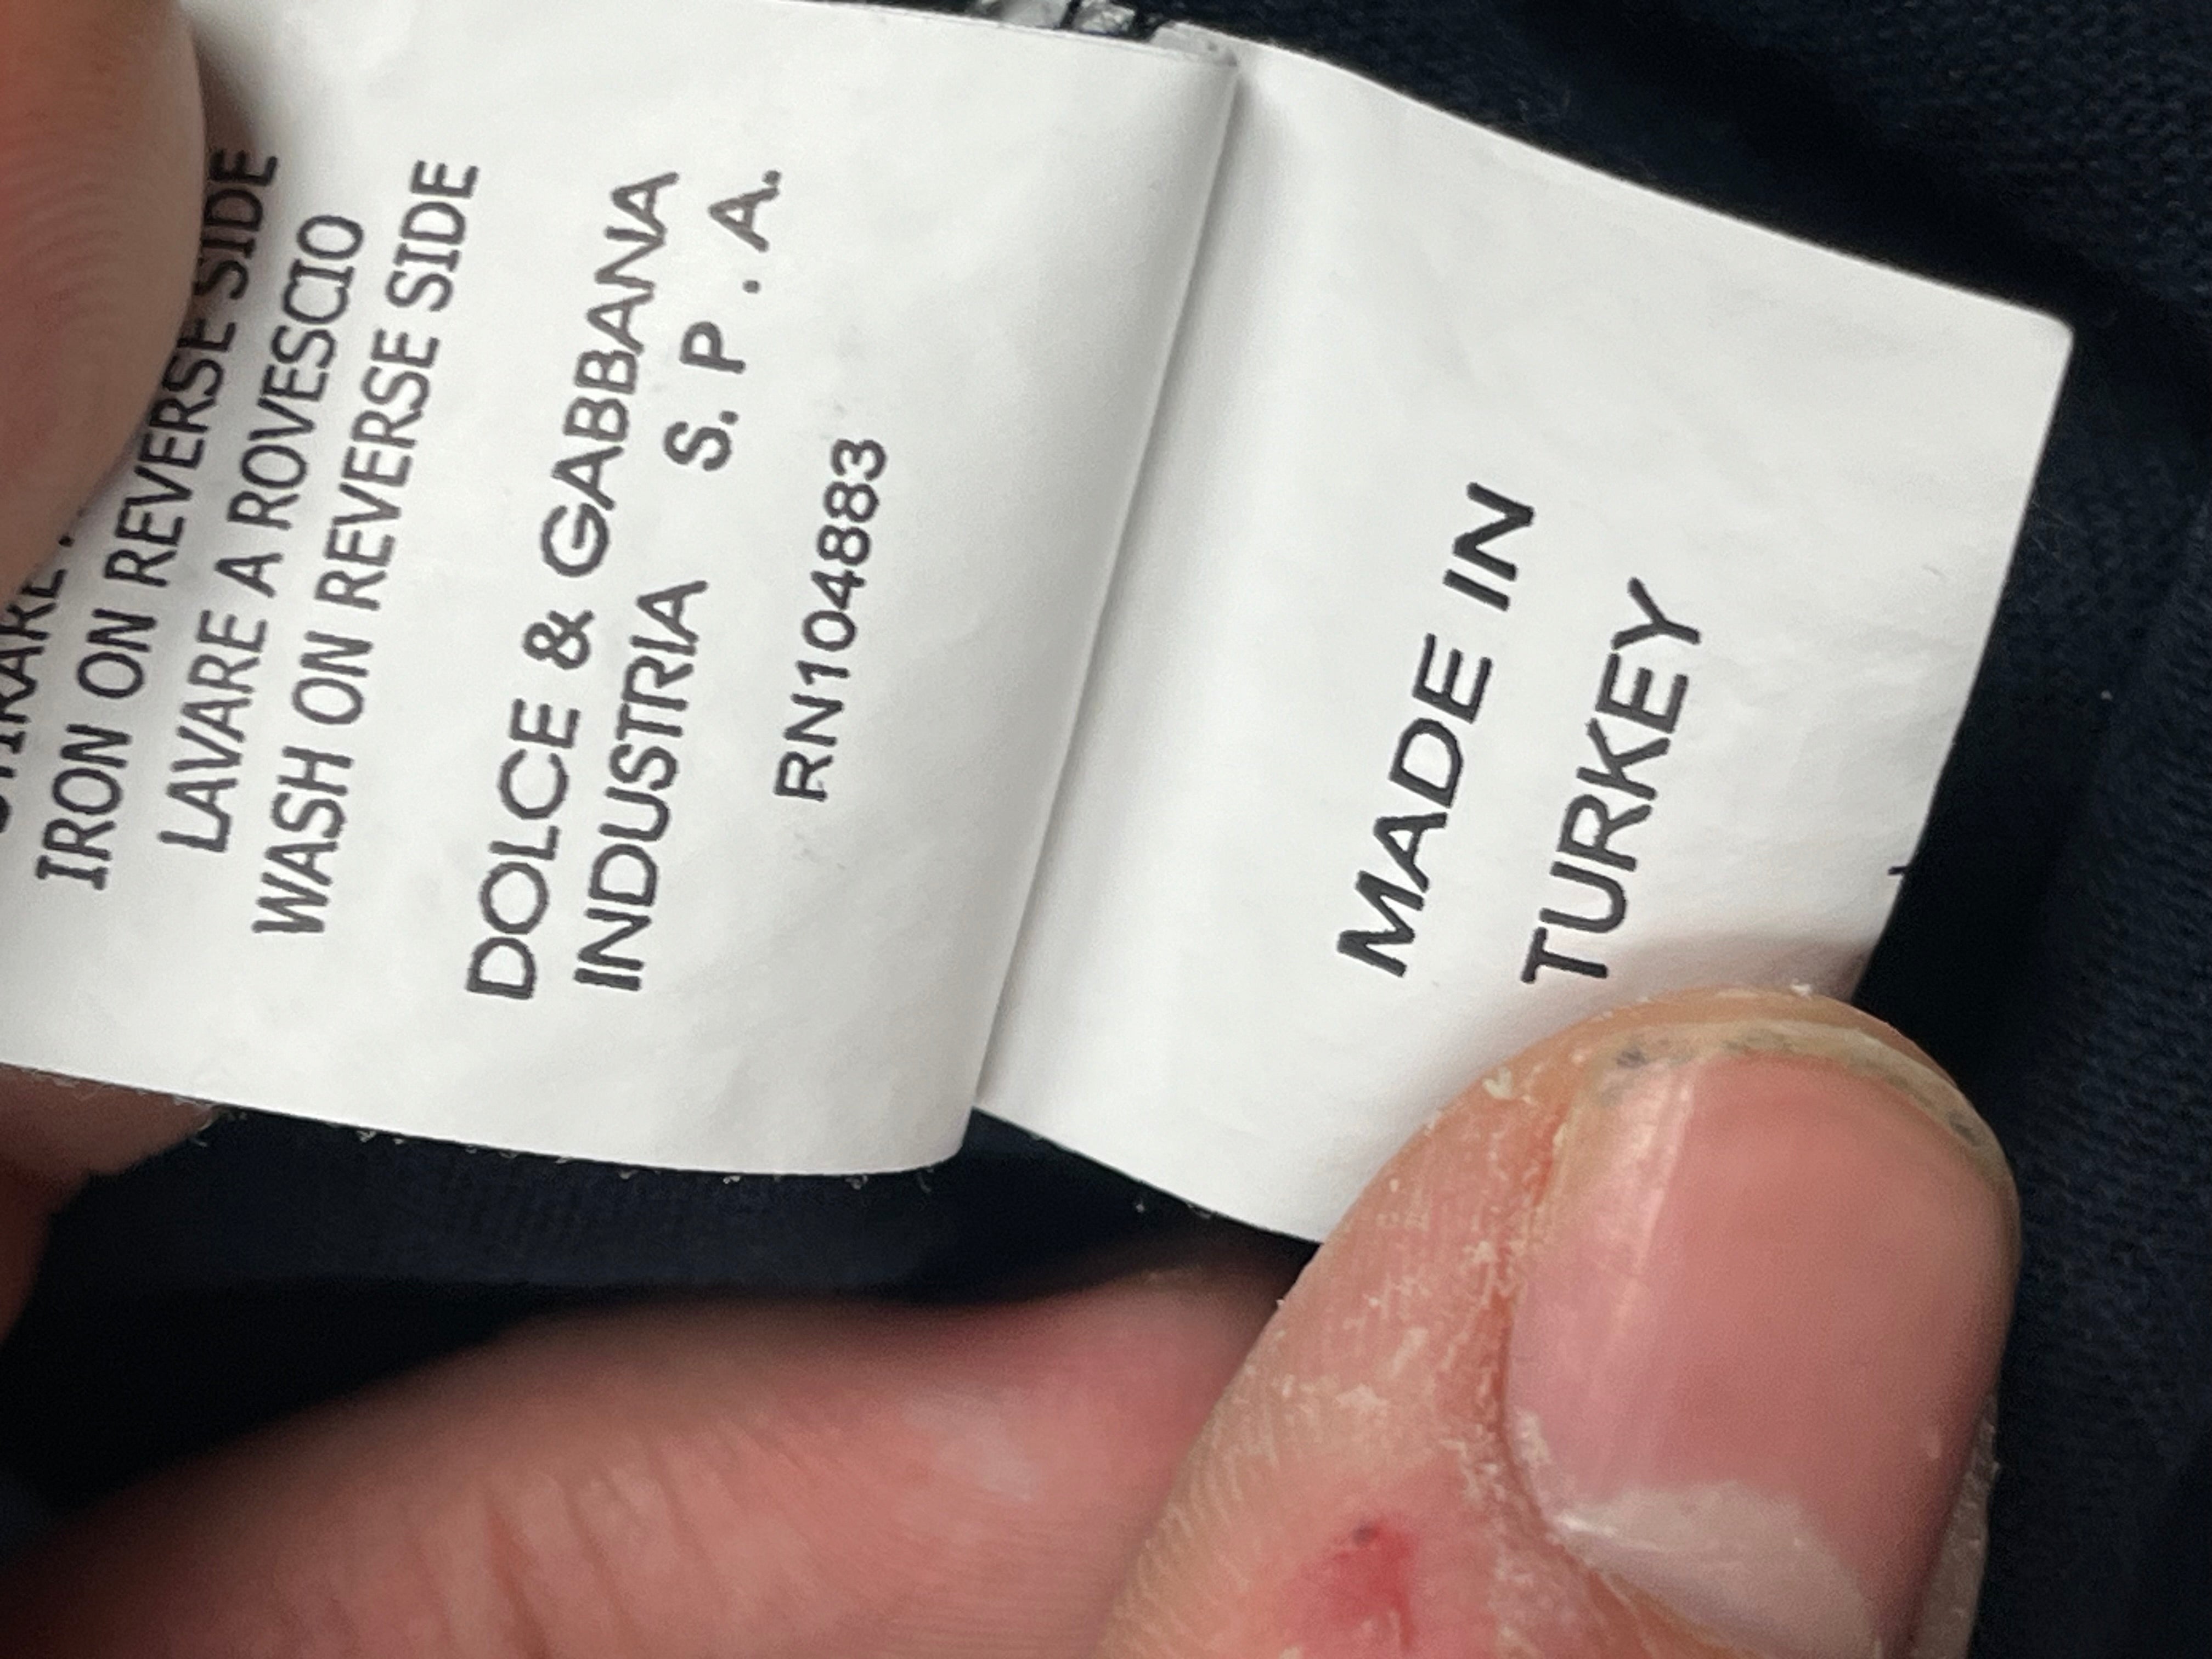 IRON ON REVERSE SIDE
LAVARE A ROVESCIO
WASH ON REVERSE SIDE
DOLCE & GABBANA
INDUSTRIA S. P . A.
RN104883
MADE IN
TURKEY